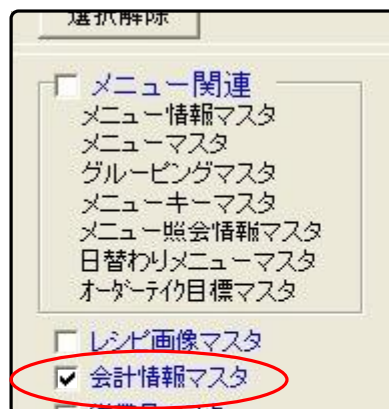 選択解除
メニュー関連
メニュー情報マスタ
メニューマスタ
グルーピングマスタ
メニューキーマスタ
メニュー照会情報マスタ
日替わりメニューマスタ
オーダーテイク目標マスタ
レシピ画像マスタ
会計情報マスタ